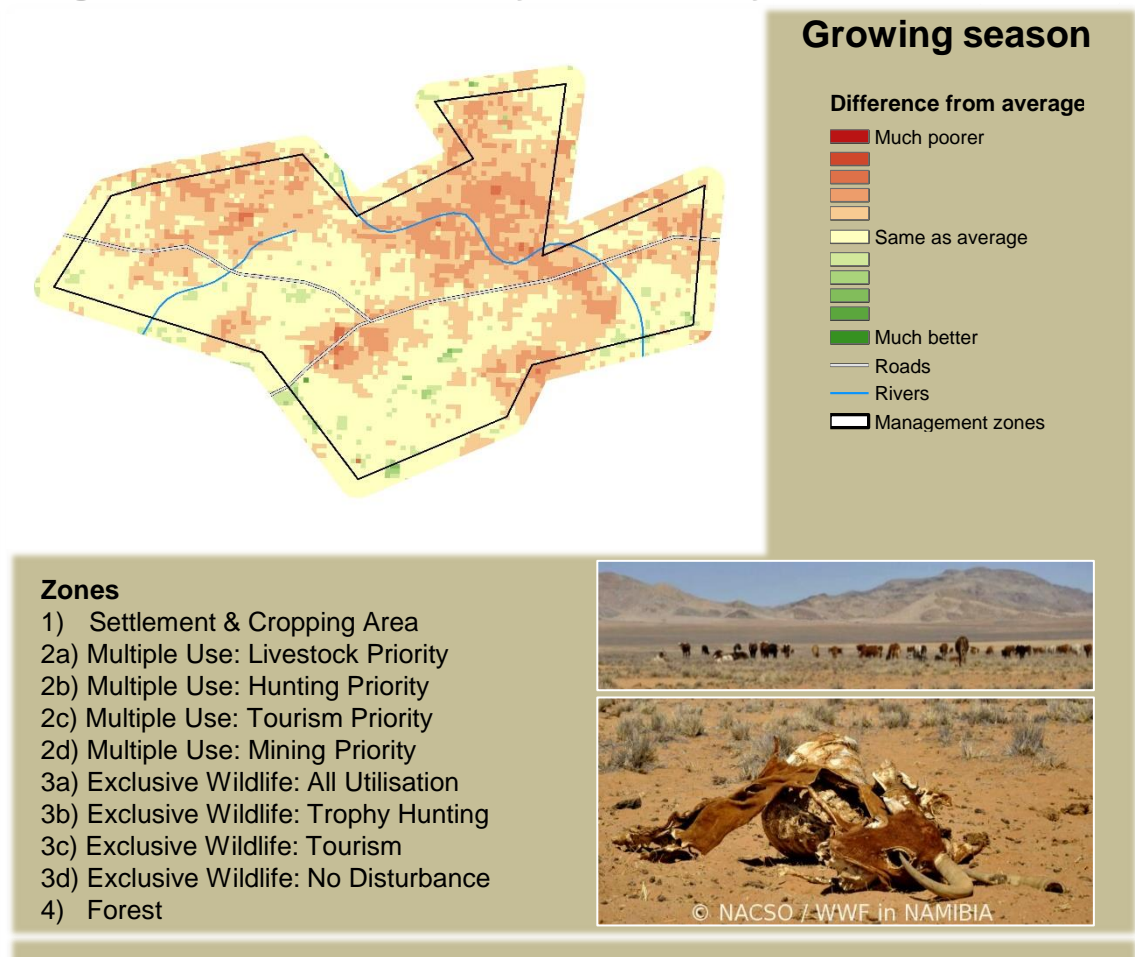 Growing season
Difference from average
Much poorer
Same as average
Much better
Roads
Rivers
Management zones
Zones
1) Settlement & Cropping Area
2a) Multiple Use: Livestock Priority
2b) Multiple Use: Hunting Priority
2c) Multiple Use: Tourism Priority
2d) Multiple Use: Mining Priority
3a) Exclusive Wildlife: All Utilisation
3b) Exclusive Wildlife: Trophy Hunting
3c) Exclusive Wildlife: Tourism
3d) Exclusive Wildlife: No Disturbance
4) Forest
© NACSO / WWF in NAMIBIA